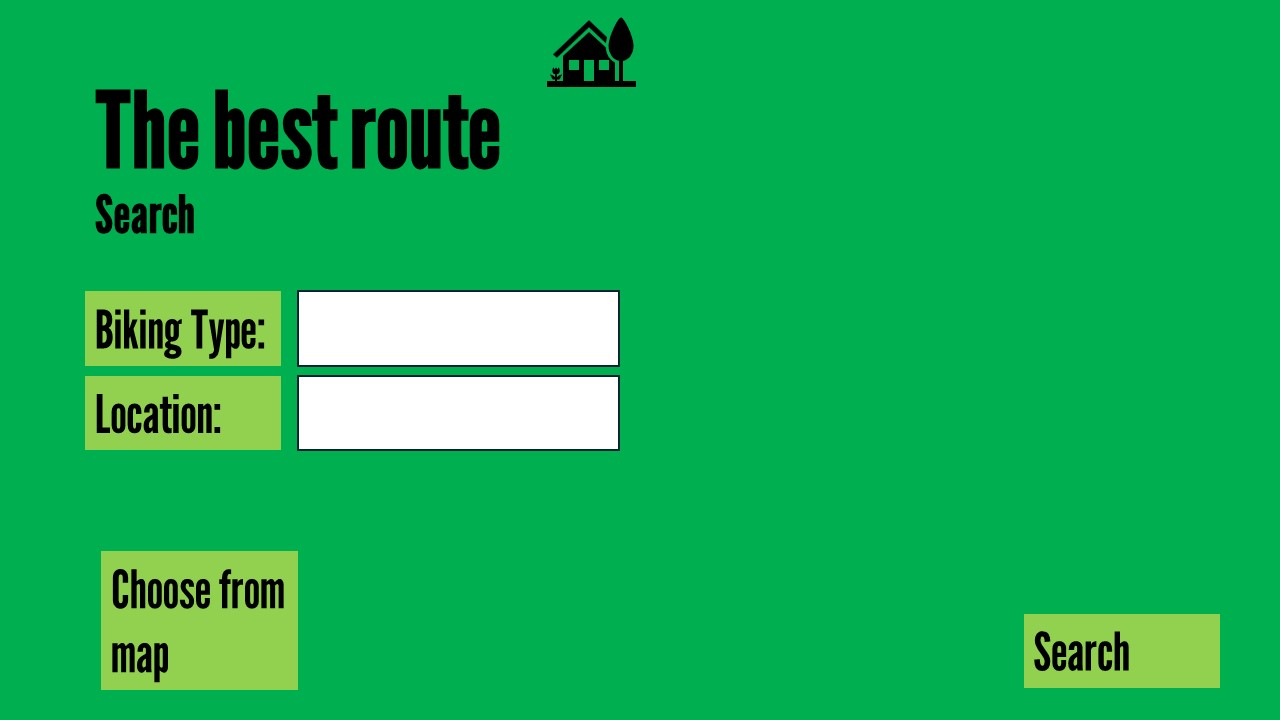 The best route
Search
Biking Type:
Location:
Choose from
map
Search